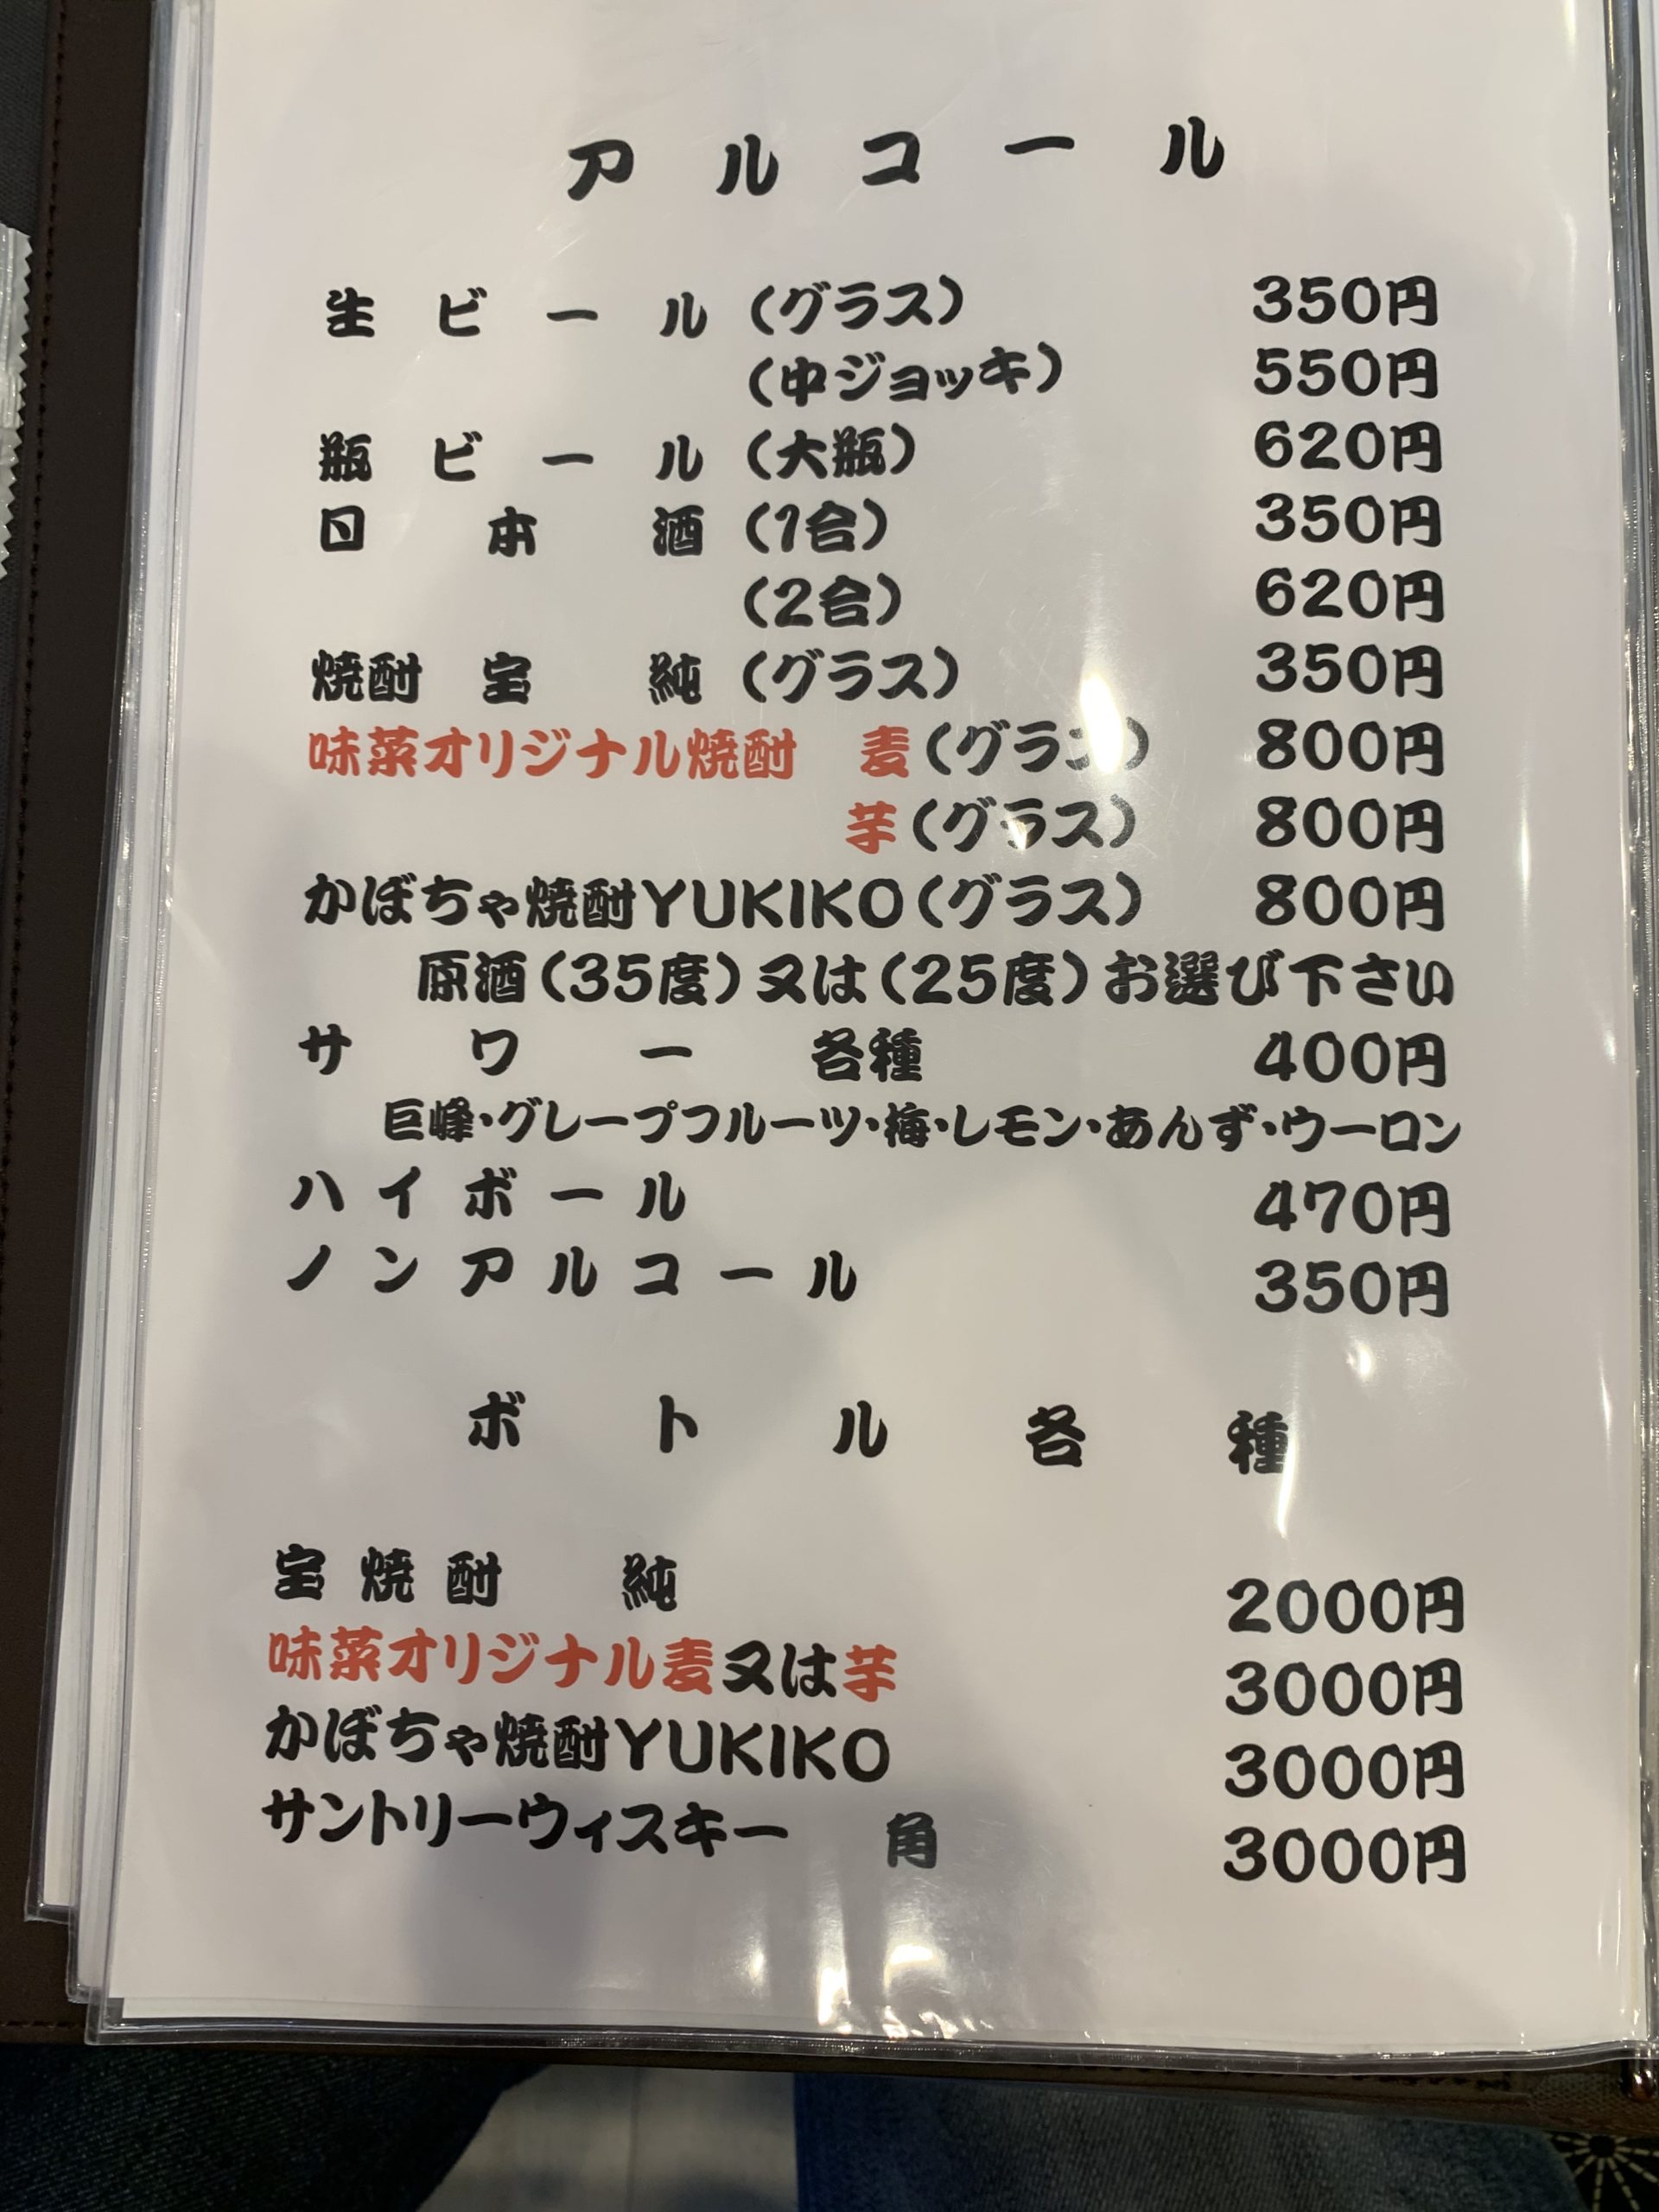 アルコール
生ビール（グラス） 350円
（中ジョッキ） 550円
瓶ビール（大瓶） 620円
日本酒（1合） 350円
（2合） 620円
焼酎 宝 純（グラス） 350円
味菜オリジナル焼酎 麦（グラス） 800円
芋（グラス） 800円
かぼちゃ焼酎YUKIKO（グラス） 800円
原酒（35度）又は（25度）お選び下さい
サワー各種 400円
巨峰・グレープフルーツ・梅・レモン・あんず・ウーロン
ハイボール 470円
ノンアルコール 350円
ボトル各種
宝焼酎 純 2000円
味菜オリジナル麦又は芋 3000円
かぼちゃ焼酎YUKIKO 3000円
サントリーウィスキー 角 3000円